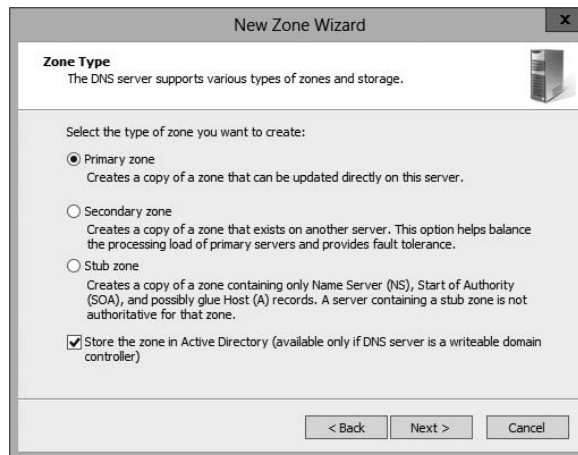 New Zone Wizard
x
Zone Type
The DNS server supports various types of zones and storage.
Select the type of zone you want to create:
Primary zone
Creates a copy of a zone that can be updated directly on this server.
Secondary zone
Creates a copy of a zone that exists on another server. This option helps balance
the processing load of primary servers and provides fault tolerance.
Stub zone
Creates a copy of a zone containing only Name Server (NS), Start of Authority
(SOA), and possibly glue Host (A) records. A server containing a stub zone is not
authoritative for that zone.
Store the zone in Active Directory (available only if DNS server is a writeable domain
controller)
< Back Next > Cancel